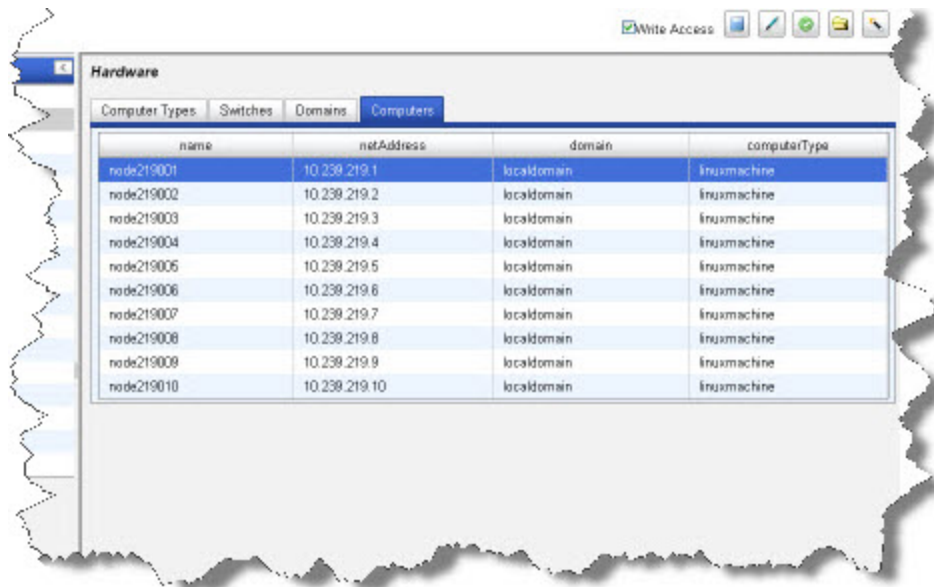 Write Access
Hardware
Computer Types Switches Domains Computers
name netAddress domain computerType
node219001 10.239.219.1 localdomain linuxmachine
node219002 10.239.219.2 localdomain linuxmachine
node219003 10.239.219.3 localdomain linuxmachine
node219004 10.239.219.4 localdomain linuxmachine
node219005 10.239.219.5 localdomain linuxmachine
node219006 10.239.219.6 localdomain linuxmachine
node219007 10.239.219.7 localdomain linuxmachine
node219008 10.239.219.8 localdomain linuxmachine
node219009 10.239.219.9 localdomain linuxmachine
node219010 10.239.219.10 localdomain linuxmachine